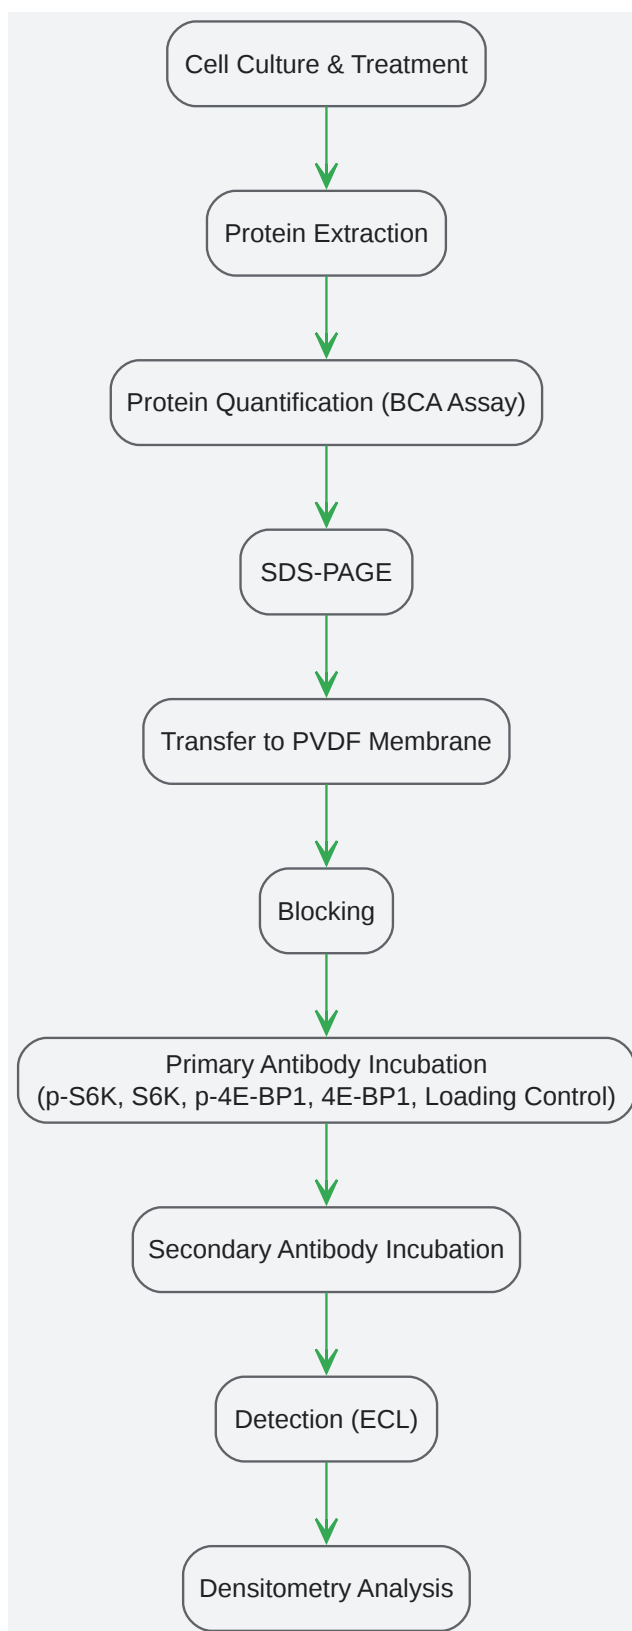 Cell Culture & Treatment
Protein Extraction
Protein Quantification (BCA Assay)
SDS-PAGE
Transfer to PVDF Membrane
Blocking
Primary Antibody Incubation
(p-S6K, S6K, p-4E-BP1, 4E-BP1, Loading Control)
Secondary Antibody Incubation
Detection (ECL)
Densitometry Analysis